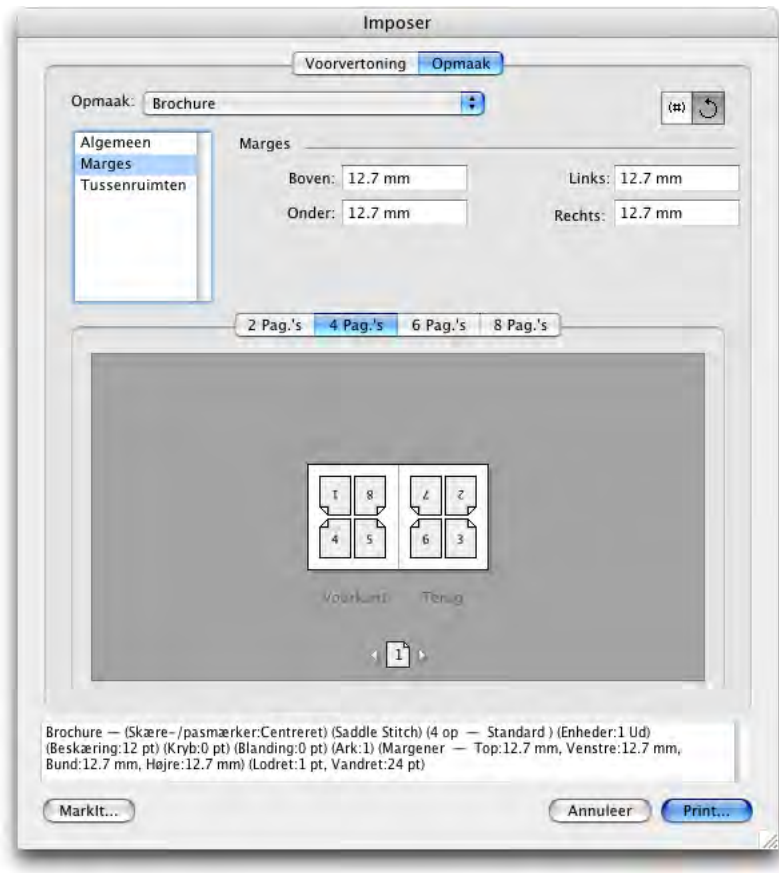 Imposer
Voorvertoning Opmaak
Opmaak: Brochure (#)
Algemeen
Marges
Tussenruimten
Marges
Boven: 12.7 mm Links: 12.7 mm
Onder: 12.7 mm Rechts: 12.7 mm
2 Pag.'s 4 Pag.'s 6 Pag.'s 8 Pag.'s
1 8 7 2
4 5 6 3
Voorkant Terug
1
Brochure — (Skære-/pasmærker:Centreret) (Saddle Stitch) (4 op — Standard ) (Enheder:1 Ud)
(Beskæring:12 pt) (Kryb:0 pt) (Blanding:0 pt) (Ark:1) (Margener — Top:12.7 mm, Venstre:12.7 mm,
Bund:12.7 mm, Højre:12.7 mm) (Lodret:1 pt, Vandret:24 pt)
MarkIt... Annuleer Print...